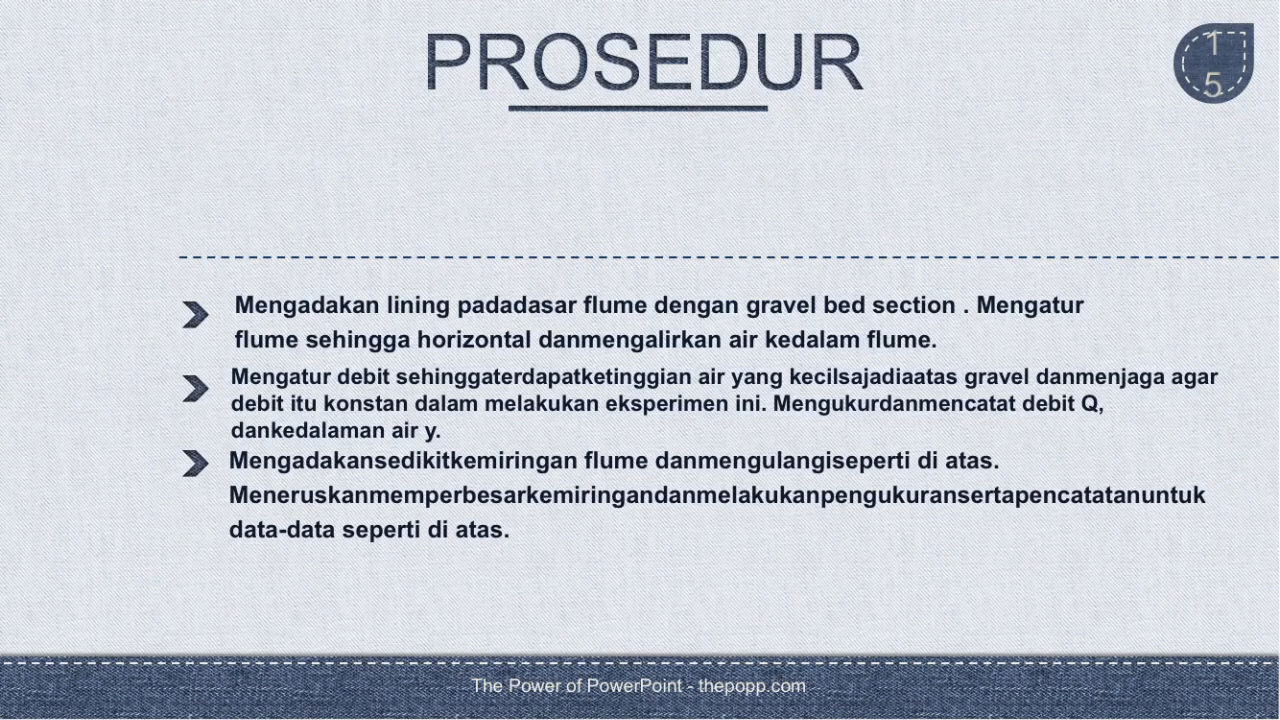 PROSEDUR
1
5
Mengadakan lining padadasar flume dengan gravel bed section . Mengatur
flume sehingga horizontal danmengalirkan air kedalam flume.
Mengatur debit sehinggaterdapatketinggian air yang kecilsajadiaatas gravel danmenjaga agar
debit itu konstan dalam melakukan eksperimen ini. Mengukurdanmencatat debit Q,
dankedalaman air y.
Mengadakansedikitkemiringan flume danmengulangiseperti di atas.
Meneruskanmemperbesarkemiringandanmelakukanpengukuransertapencatatanuntuk
data-data seperti di atas.
The Power of PowerPoint - thepopp.com